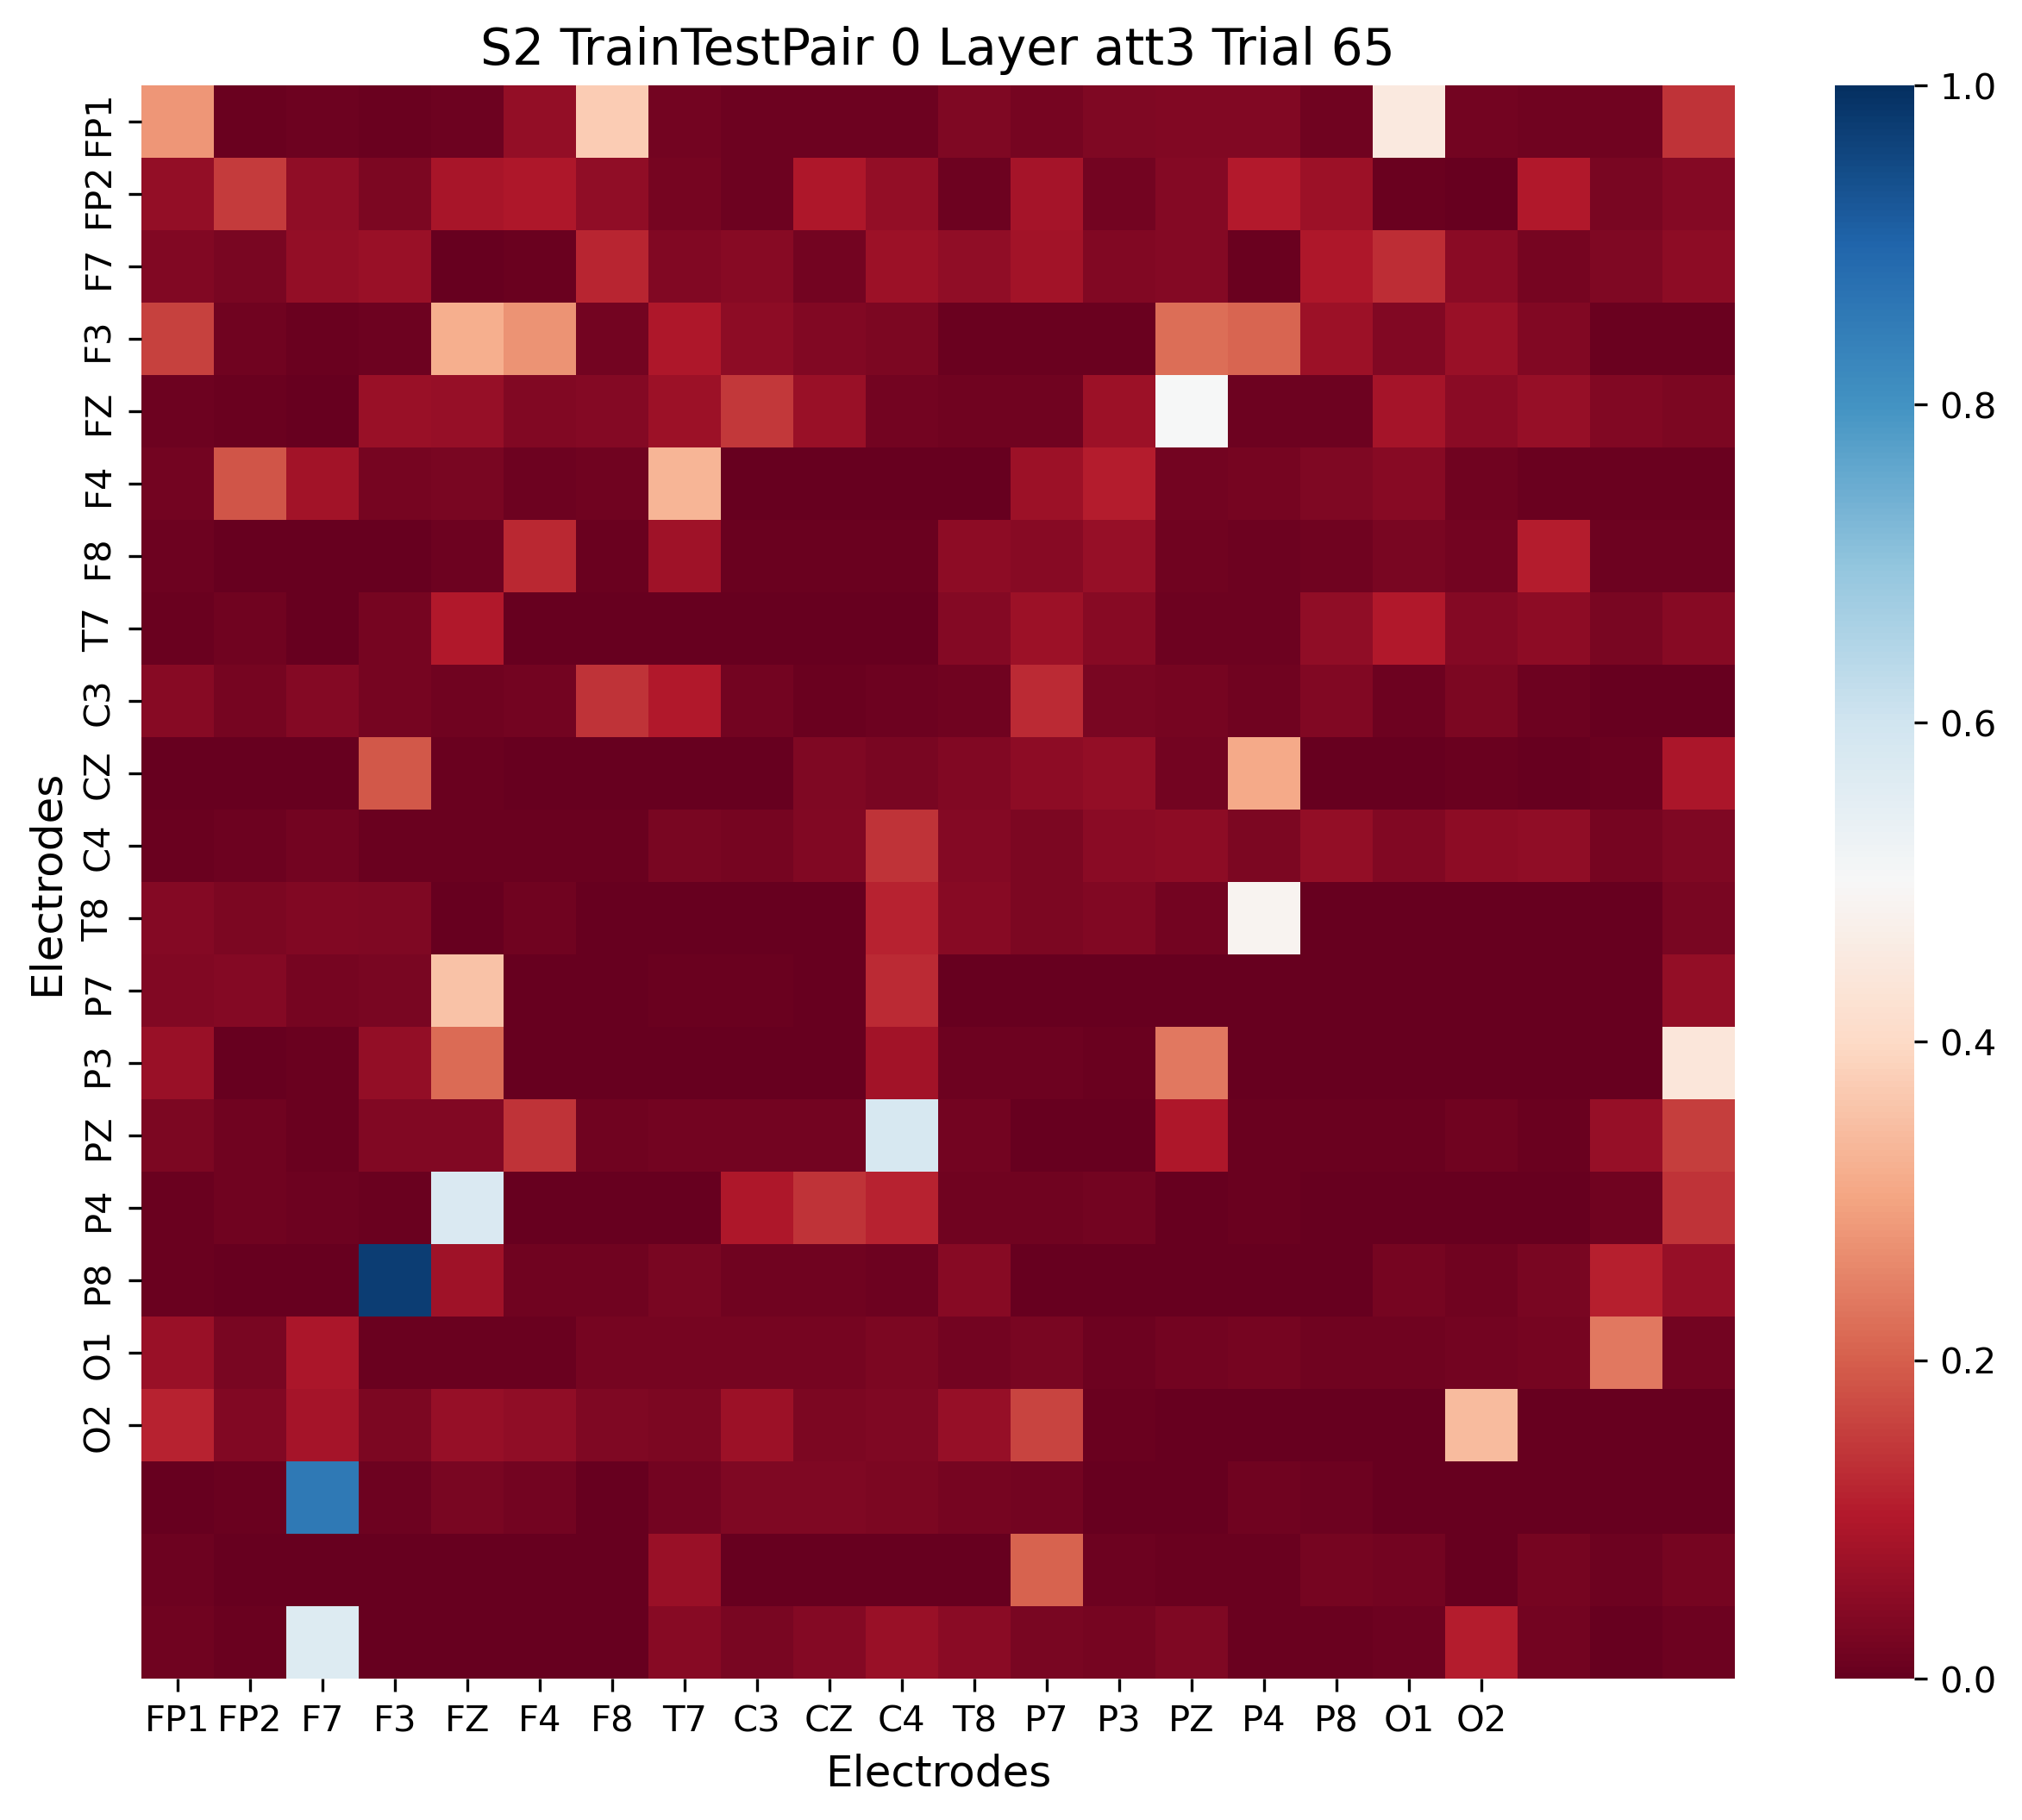 S2 TrainTestPair 0 Layer att3 Trial 65
Electrodes
FP1
FP2
F7
F3
FZ
F4
F8
T7
C3
CZ
C4
T8
P7
P3
PZ
P4
P8
O1
O2
FP1 FP2 F7 F3 FZ F4 F8 T7 C3 CZ C4 T8 P7 P3 PZ P4 P8 O1 O2
Electrodes
1.0
0.8
0.6
0.4
0.2
0.0